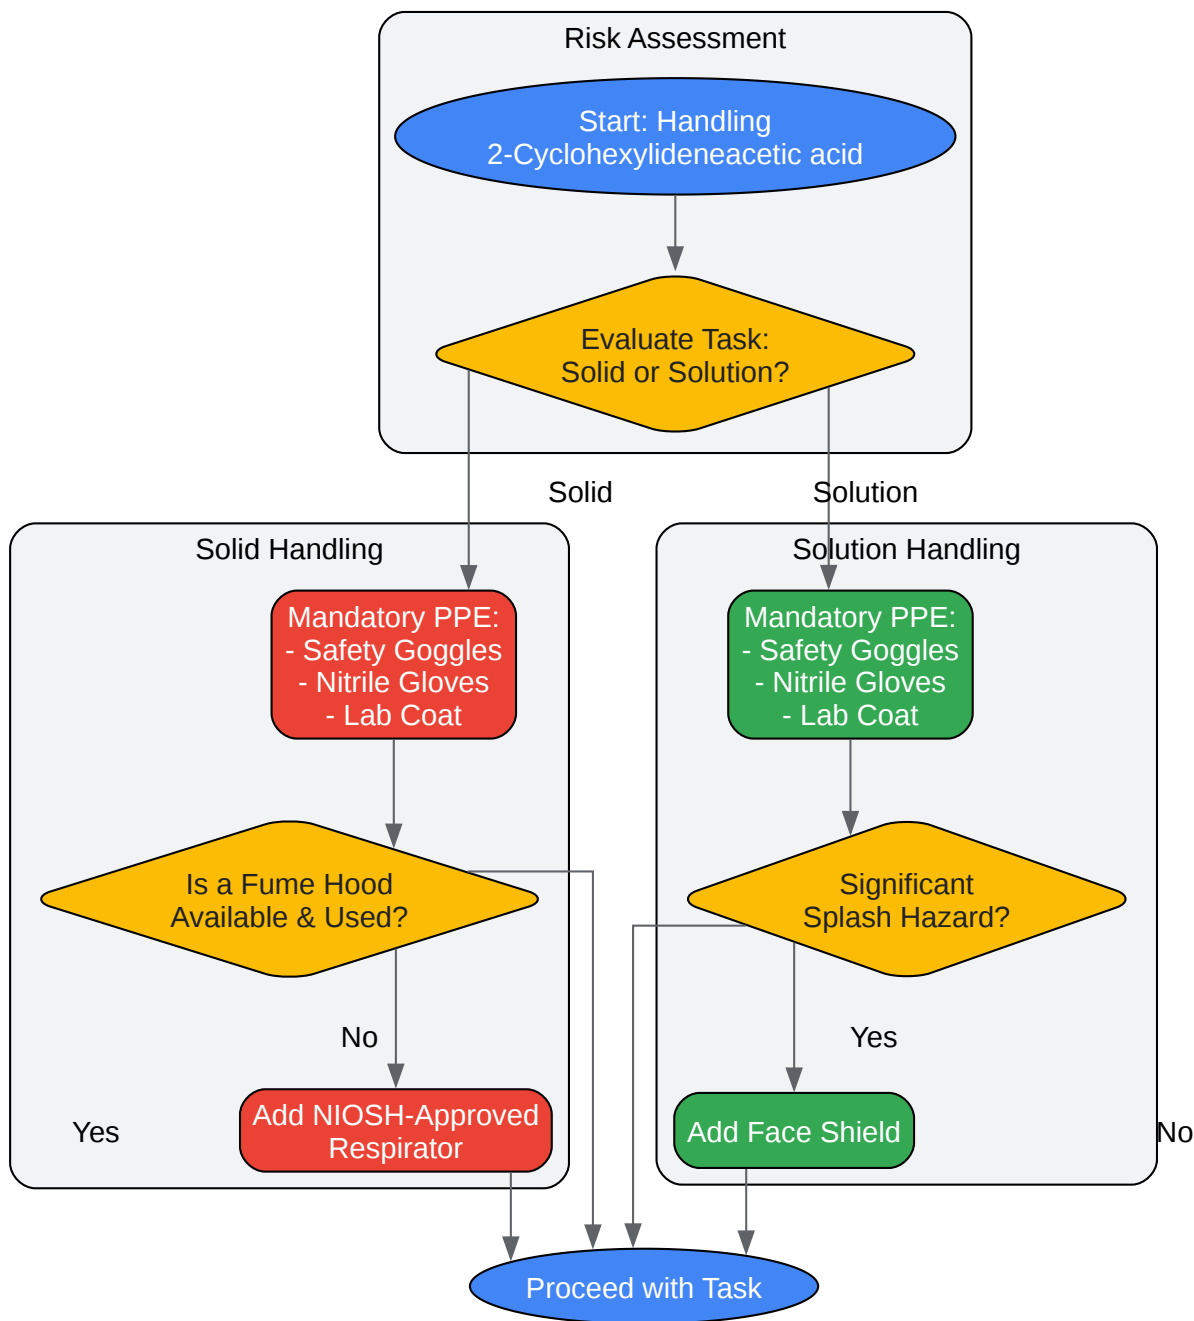 Risk Assessment
Start: Handling
2-Cyclohexylideneacetic acid
Evaluate Task:
Solid or Solution?
Solid
Solution
Solid Handling
Mandatory PPE:
- Safety Goggles
- Nitrile Gloves
- Lab Coat
Is a Fume Hood
Available & Used?
No
Yes
Add NIOSH-Approved
Respirator
Solution Handling
Mandatory PPE:
- Safety Goggles
- Nitrile Gloves
- Lab Coat
Significant
Splash Hazard?
Yes
Add Face Shield
No
Proceed with Task